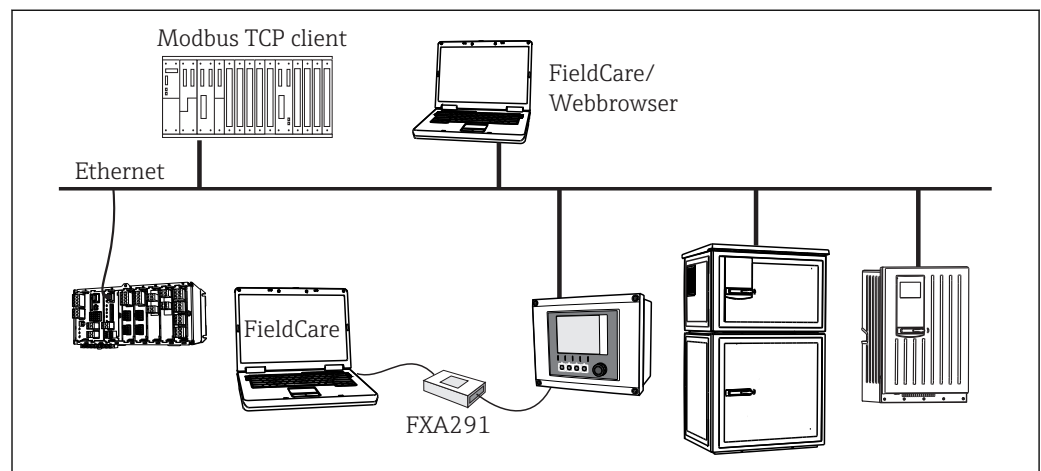 Modbus TCP client
FieldCare/
Webbrowser
Ethernet
FieldCare
FXA291